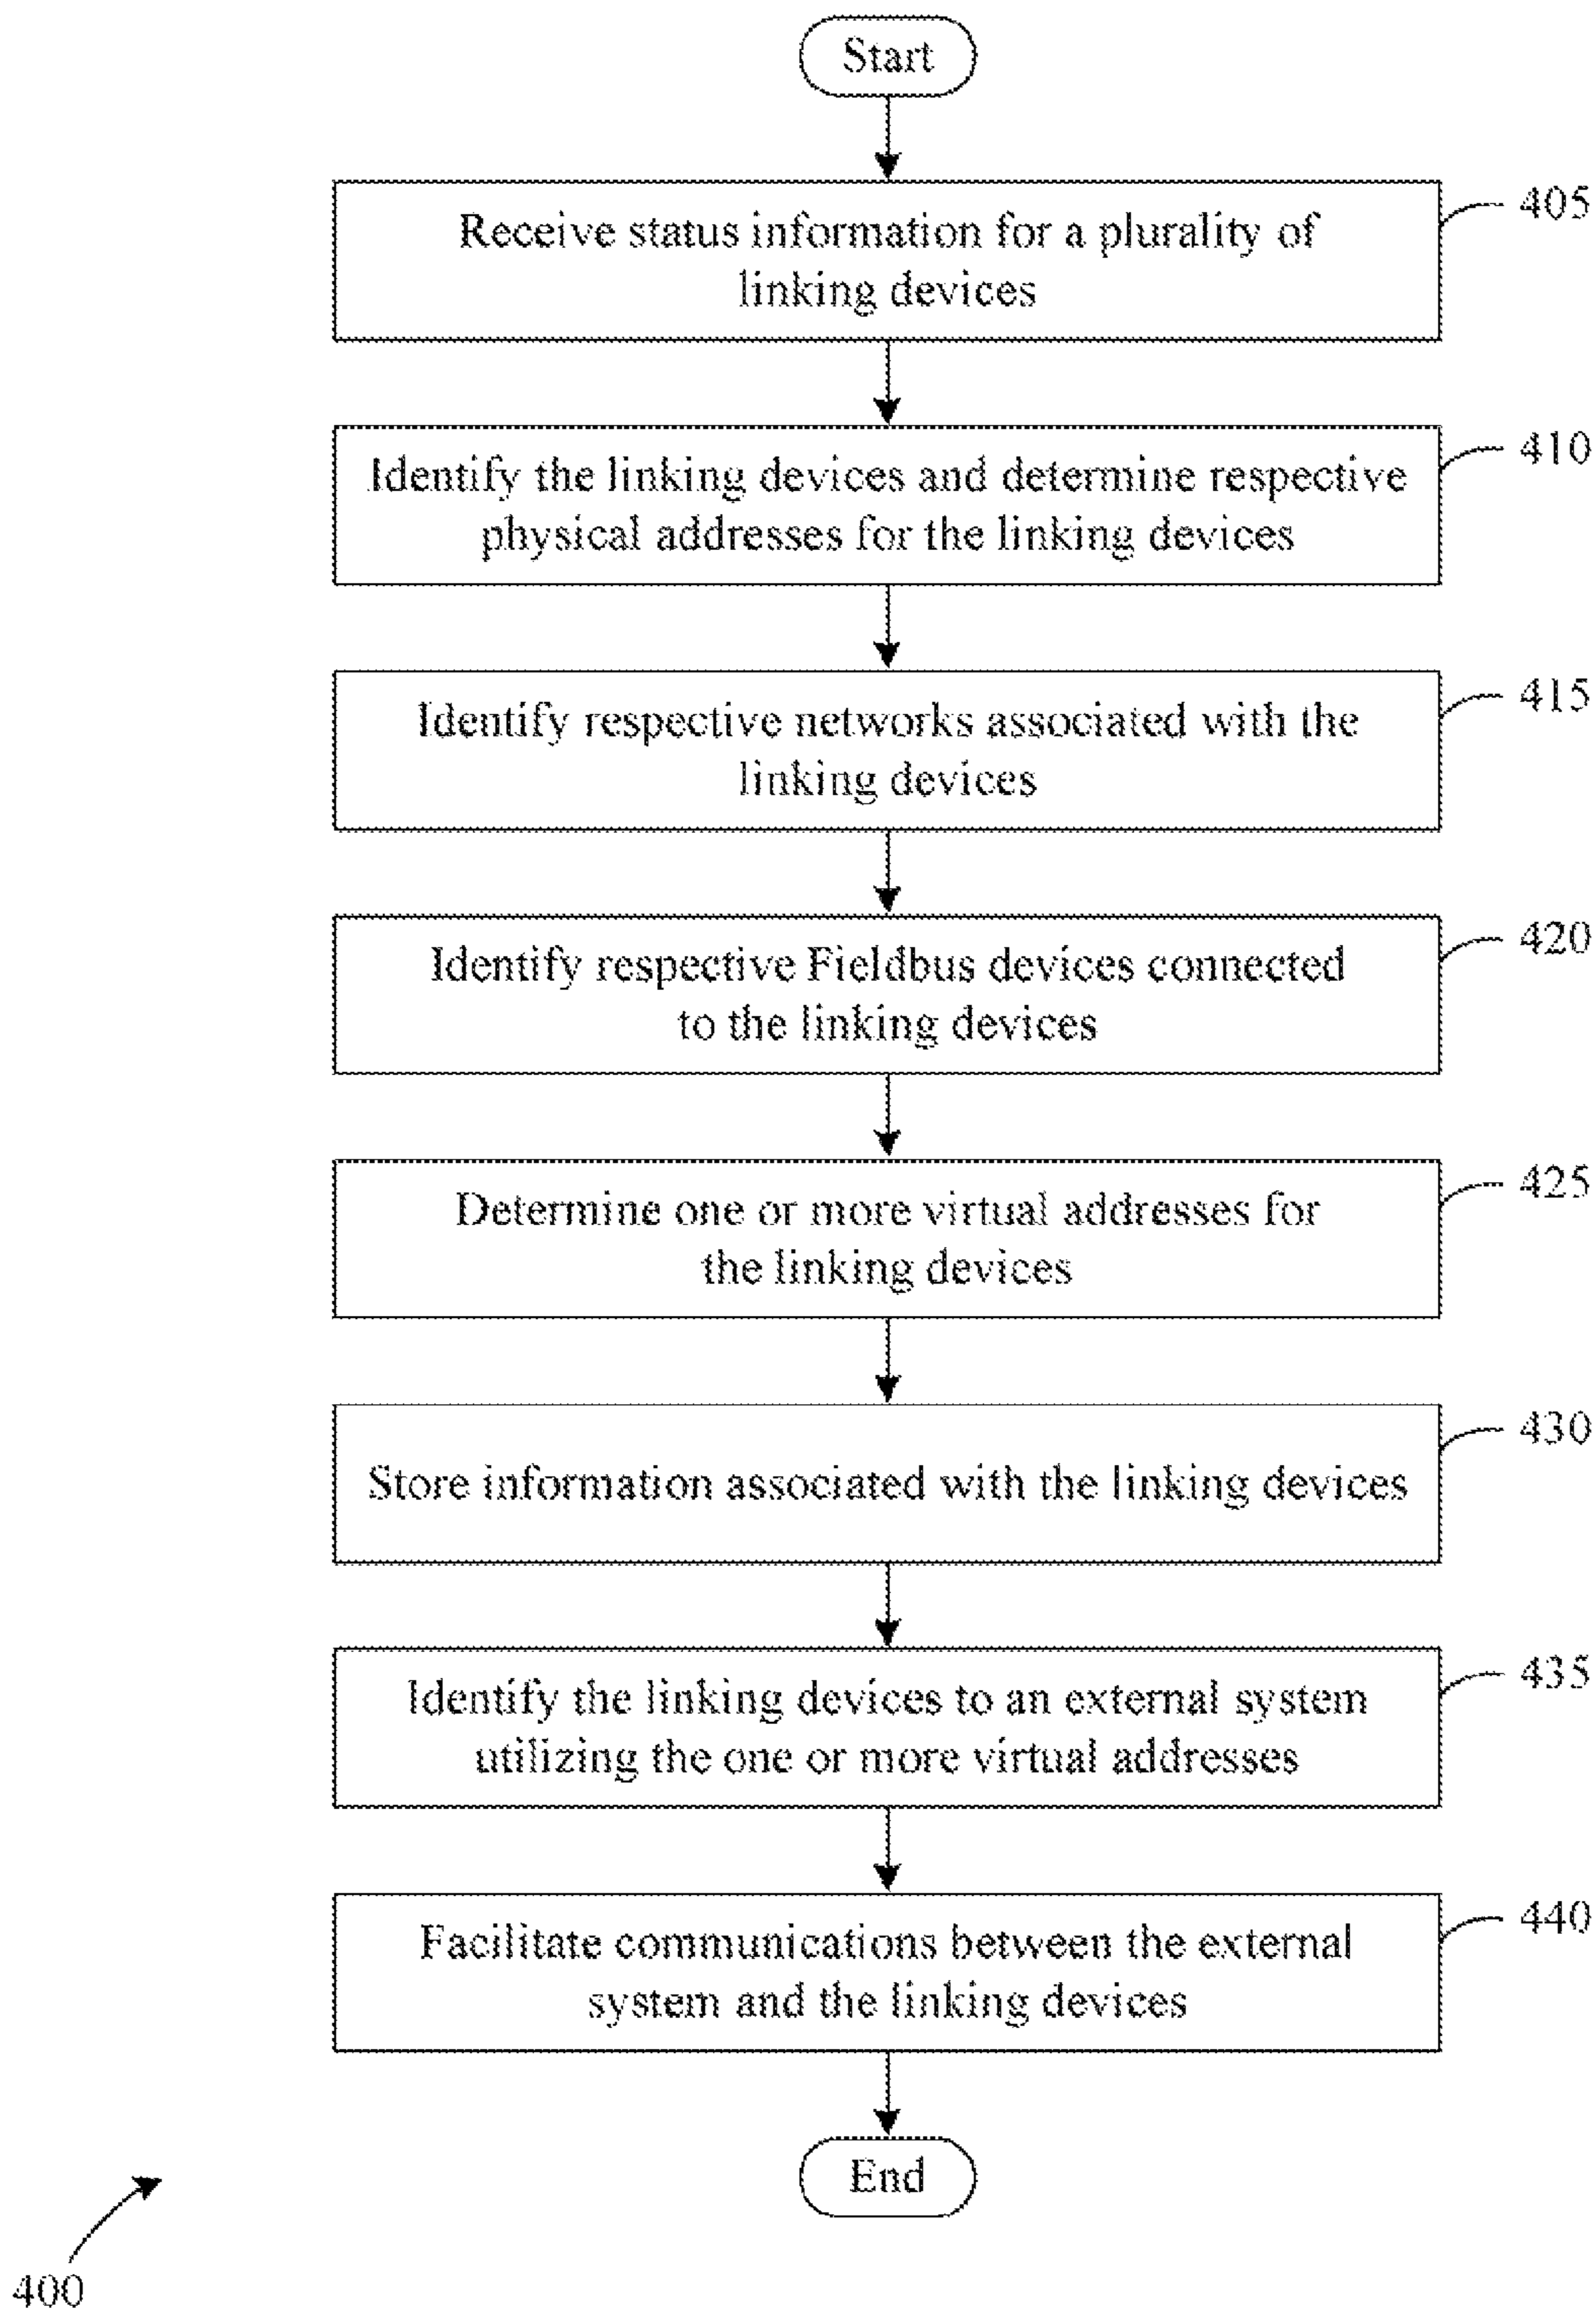 Start
Receive status information for a plurality of
linking devices
405
Identify the linking devices and determine respective
physical addresses for the linking devices
410
Identify respective networks associated with the
linking devices
415
Identify respective Fieldbus devices connected
to the linking devices
420
Determine one or more virtual addresses for
the linking devices
425
Store information associated with the linking devices
430
Identify the linking devices to an external system
utilizing the one or more virtual addresses
435
Facilitate communications between the external
system and the linking devices
440
End
400